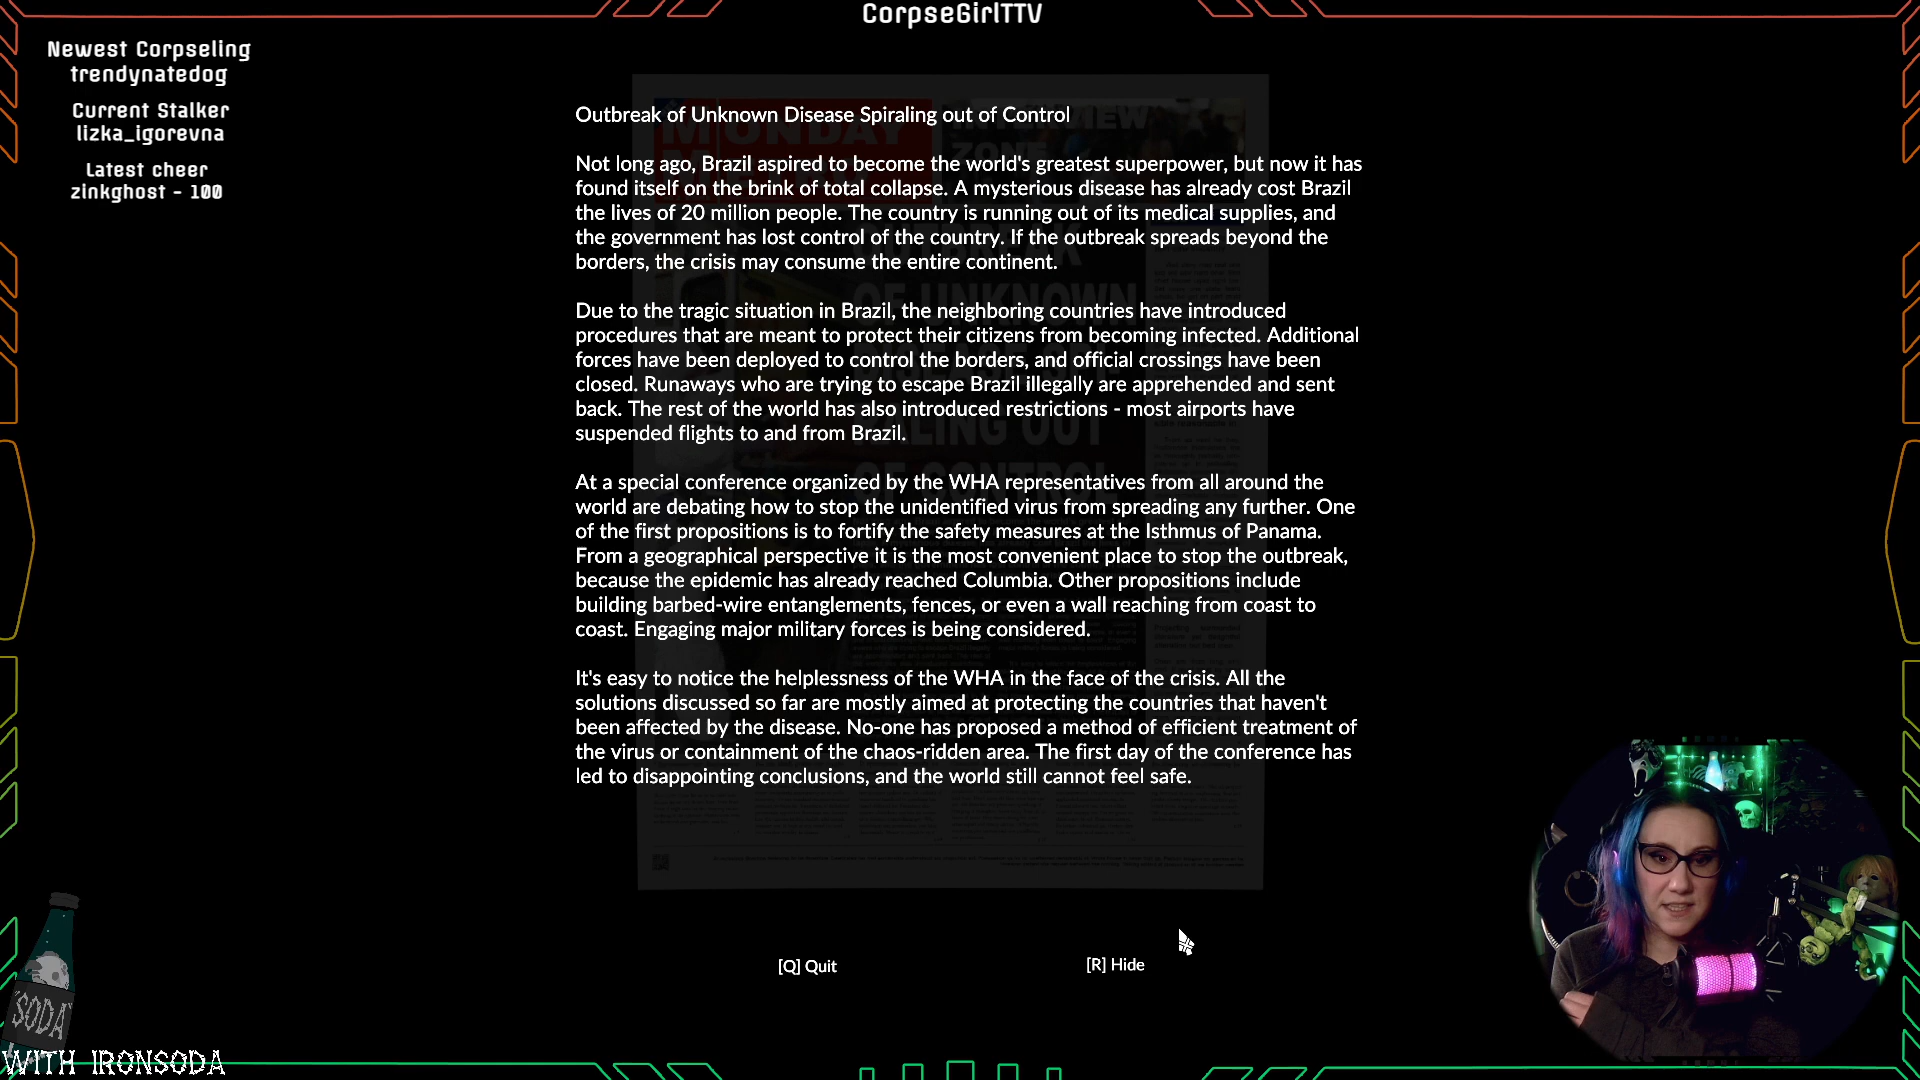 CorpseGirlTTV
Newest Corpseling
trendynatedog
Current Stalker
lizka_igorevna
Latest cheer
zinkghost - 100
Outbreak of Unknown Disease Spiraling out of Control
Not long ago, Brazil aspired to become the world's greatest superpower, but now it has
found itself on the brink of total collapse. A mysterious disease has already cost Brazil
the lives of 20 million people. The country is running out of its medical supplies, and
the government has lost control of the country. If the outbreak spreads beyond the
borders, the crisis may consume the entire continent.
Due to the tragic situation in Brazil, the neighboring countries have introduced
procedures that are meant to protect their citizens from becoming infected. Additional
forces have been deployed to control the borders, and official crossings have been
closed. Runaways who are trying to escape Brazil illegally are apprehended and sent
back. The rest of the world has also introduced restrictions - most airports have
suspended flights to and from Brazil.
At a special conference organized by the WHA representatives from all around the
world are debating how to stop the unidentified virus from spreading any further. One
of the first propositions is to fortify the safety measures at the Isthmus of Panama.
From a geographical perspective it is the most convenient place to stop the outbreak,
because the epidemic has already reached Columbia. Other propositions include
building barbed-wire entanglements, fences, or even a wall reaching from coast to
coast. Engaging major military forces is being considered.
It's easy to notice the helplessness of the WHA in the face of the crisis. All the
solutions discussed so far are mostly aimed at protecting the countries that haven't
been affected by the disease. No-one has proposed a method of efficient treatment of
the virus or containment of the chaos-ridden area. The first day of the conference has
led to disappointing conclusions, and the world still cannot feel safe.
[Q] Quit
[R] Hide
SODA
WITH IRONSODA